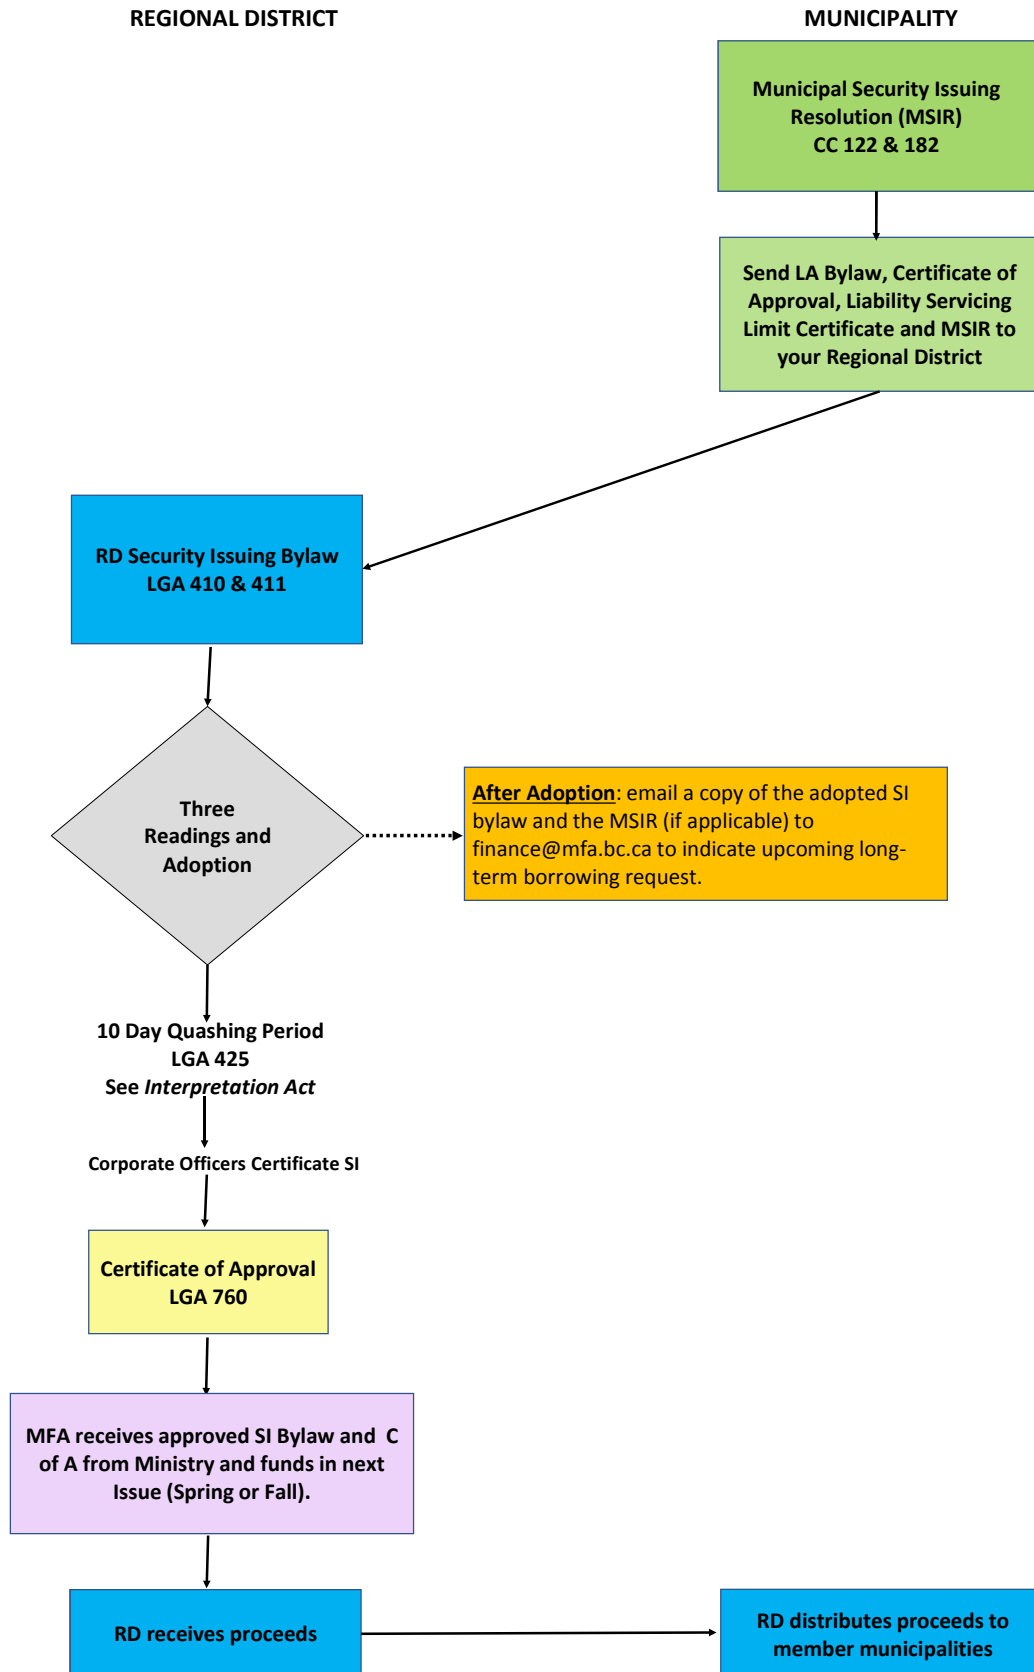 REGIONAL DISTRICT
MUNICIPALITY
Municipal Security Issuing
Resolution (MSIR)
CC 122 & 182
Send LA Bylaw, Certificate of
Approval, Liability Servicing
Limit Certificate and MSIR to
your Regional District
RD Security Issuing Bylaw
LGA 410 & 411
Three
Readings and
Adoption
After Adoption: email a copy of the adopted SI
bylaw and the MSIR (if applicable) to
finance@mfa.bc.ca to indicate upcoming long-
term borrowing request.
10 Day Quashing Period
LGA 425
See Interpretation Act
Corporate Officers Certificate SI
Certificate of Approval
LGA 760
MFA receives approved SI Bylaw and C
of A from Ministry and funds in next
Issue (Spring or Fall).
RD receives proceeds
RD distributes proceeds to
member municipalities